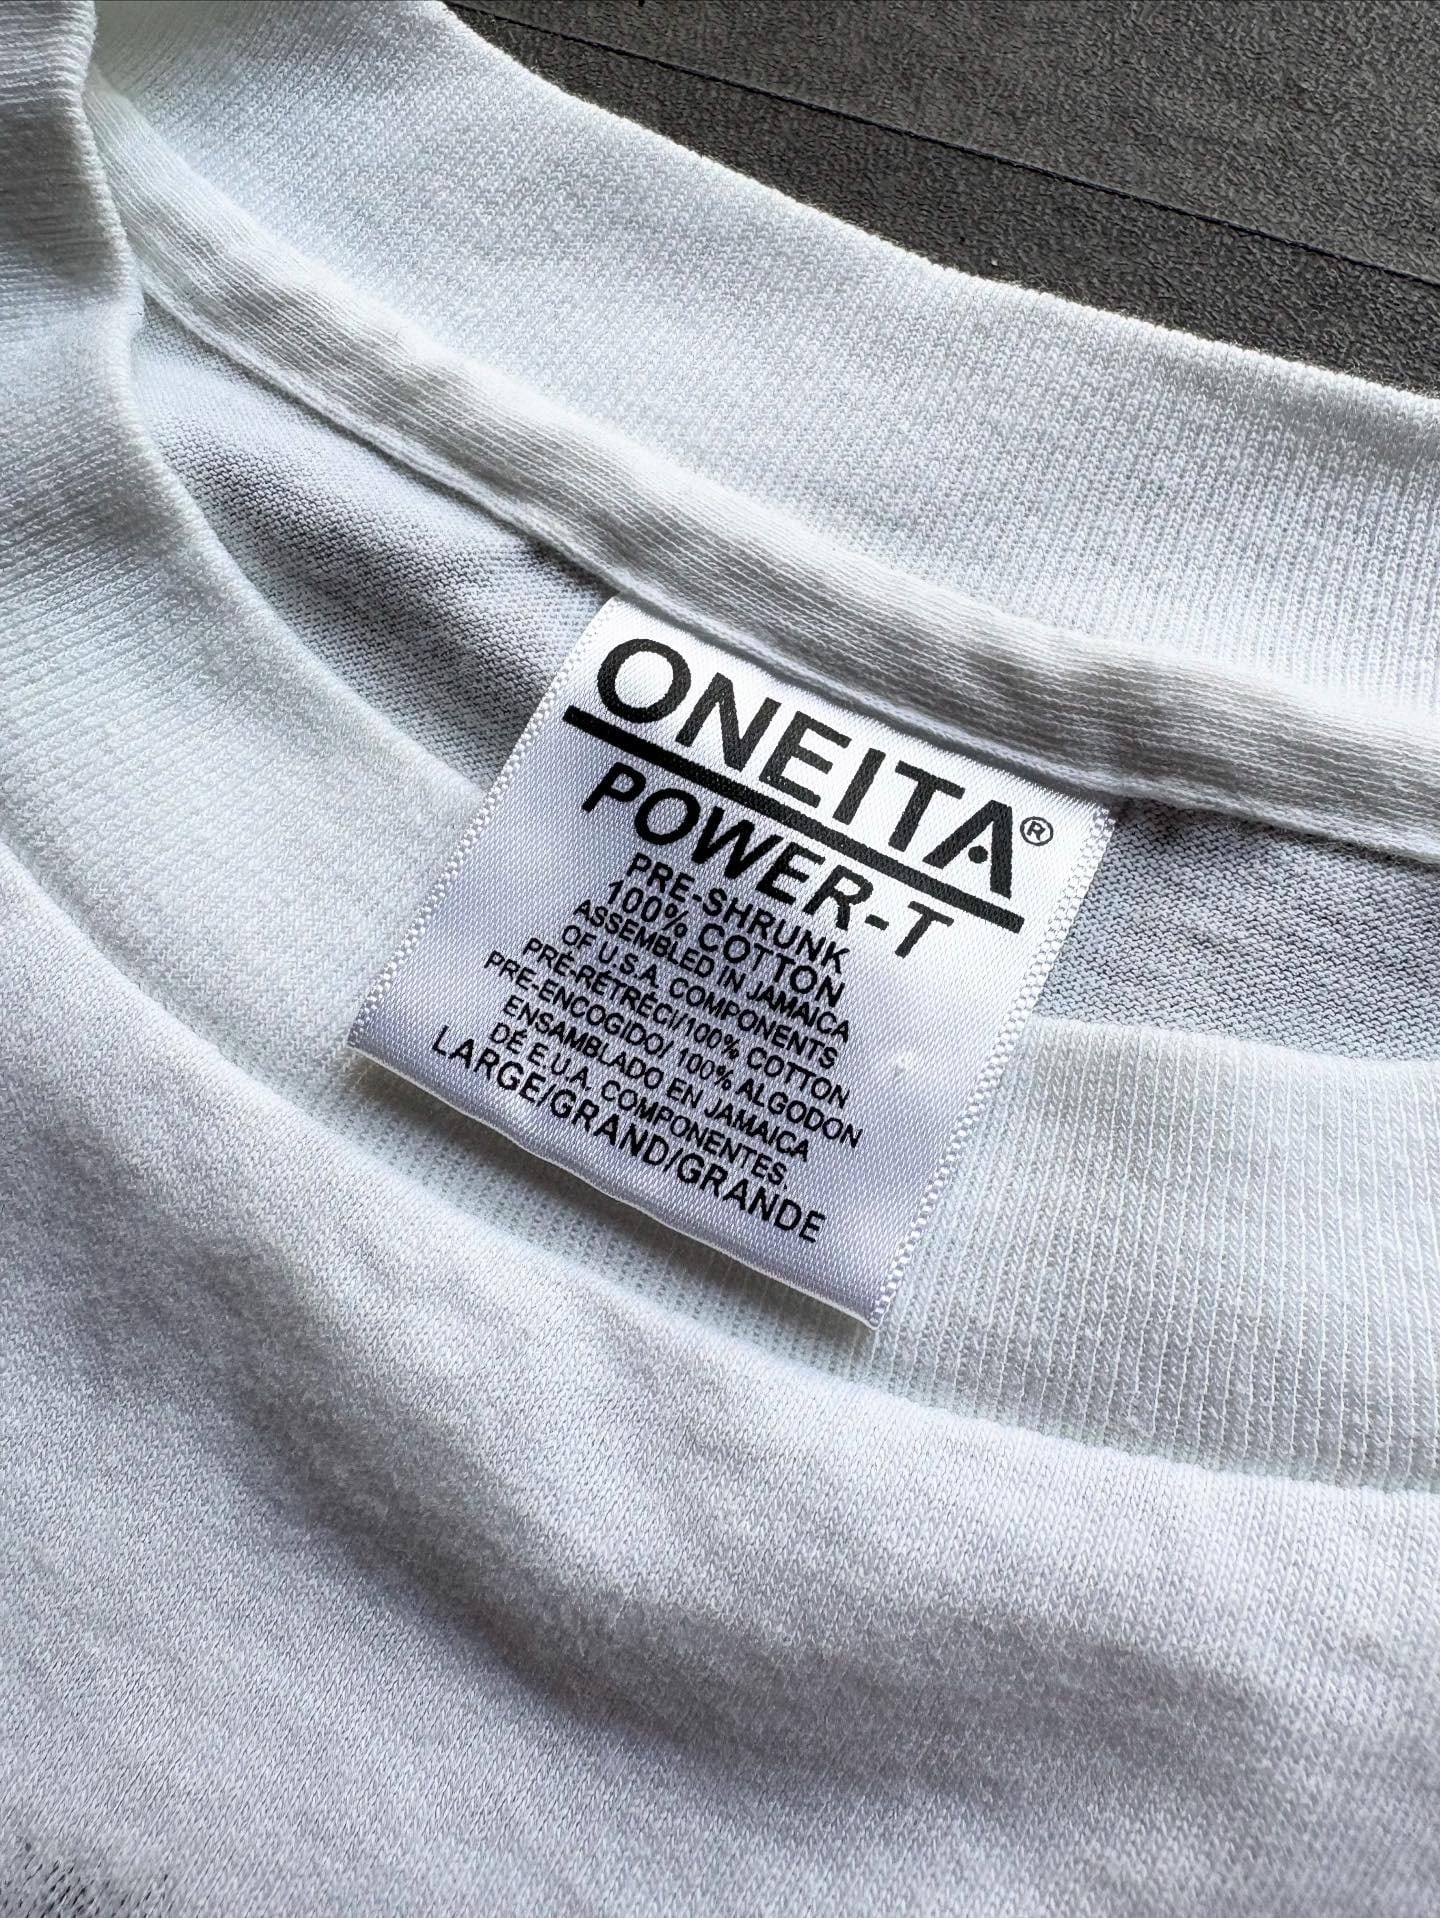 ONEITA®
POWER-T
PRE-SHRUNK
100% COTTON
ASSEMBLED IN JAMAICA
OF U.S.A. COMPONENTS
PRÉ-RÉTRÉCI/100% COTTON
PRE-ENCOGIDO/ 100% ALGODON
ENSAMBLADO EN JAMAICA
DÉ E.U.A. COMPONENTES,
LARGE/GRAND/GRANDE